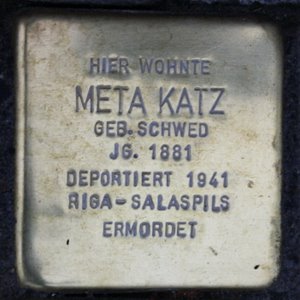 HIER WOHNTE
META KATZ
GEB. SCHWED
JG. 1881
DEPORTIERT 1941
RIGA-SALASPILS
ERMORDET